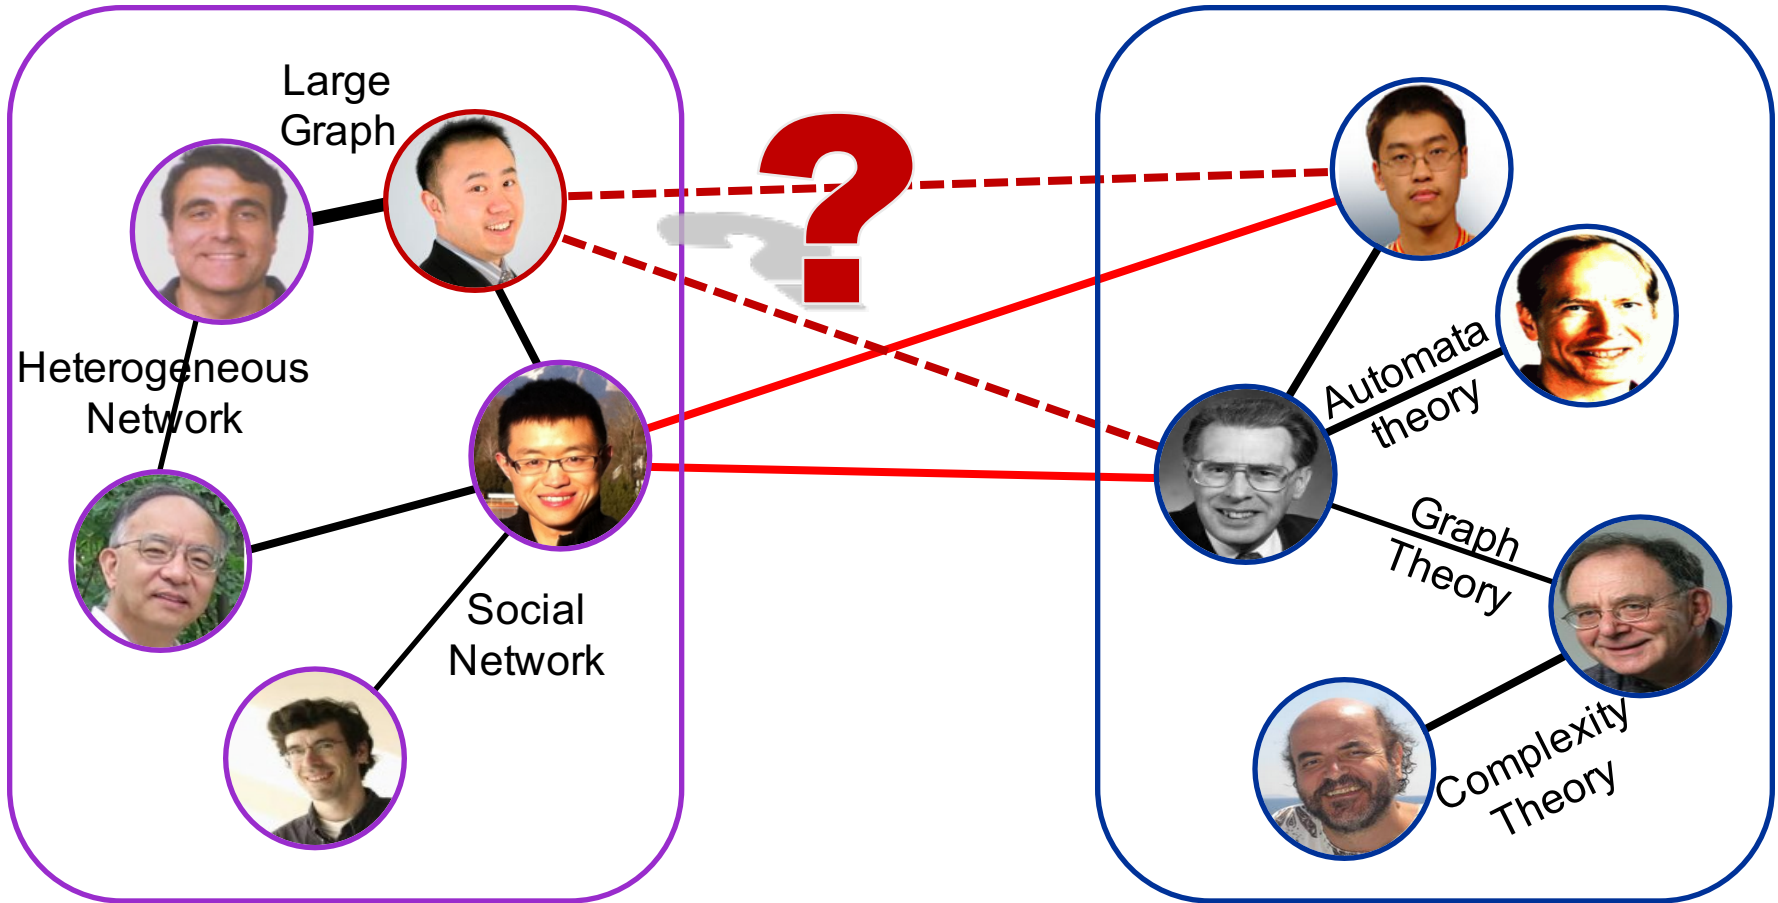 Large
Graph
?
Heterogeneous
Network
Social
Network
Automata
theory
Graph
Theory
Complexity
Theory